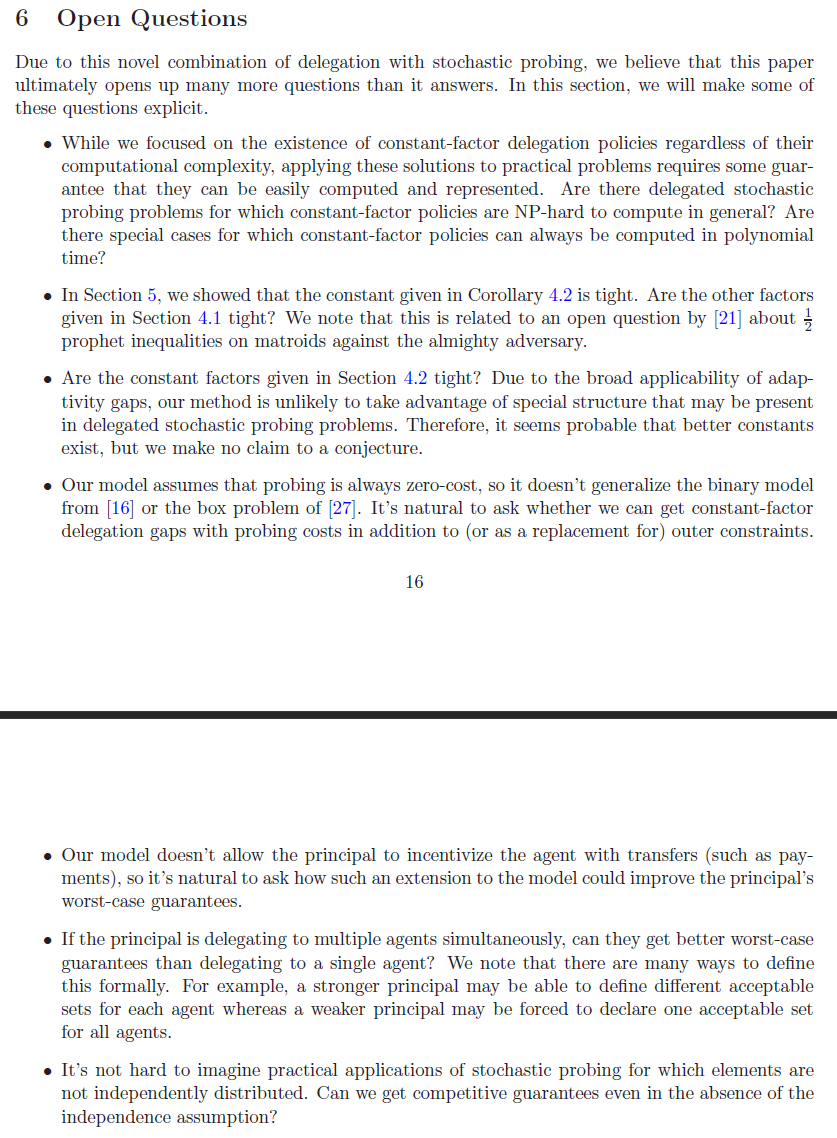 6 Open Questions
Due to this novel combination of delegation with stochastic probing, we believe that this paper
ultimately opens up many more questions than it answers. In this section, we will make some of
these questions explicit.
• While we focused on the existence of constant-factor delegation policies regardless of their
computational complexity, applying these solutions to practical problems requires some guar-
antee that they can be easily computed and represented. Are there delegated stochastic
probing problems for which constant-factor policies are NP-hard to compute in general? Are
there special cases for which constant-factor policies can always be computed in polynomial
time?
• In Section 5, we showed that the constant given in Corollary 4.2 is tight. Are the other factors
given in Section 4.1 tight? We note that this is related to an open question by [21] about 1/2
prophet inequalities on matroids against the almighty adversary.
• Are the constant factors given in Section 4.2 tight? Due to the broad applicability of adap-
tivity gaps, our method is unlikely to take advantage of special structure that may be present
in delegated stochastic probing problems. Therefore, it seems probable that better constants
exist, but we make no claim to a conjecture.
• Our model assumes that probing is always zero-cost, so it doesn't generalize the binary model
from [16] or the box problem of [27]. It's natural to ask whether we can get constant-factor
delegation gaps with probing costs in addition to (or as a replacement for) outer constraints.
16
• Our model doesn't allow the principal to incentivize the agent with transfers (such as pay-
ments), so it's natural to ask how such an extension to the model could improve the principal's
worst-case guarantees.
• If the principal is delegating to multiple agents simultaneously, can they get better worst-case
guarantees than delegating to a single agent? We note that there are many ways to define
this formally. For example, a stronger principal may be able to define different acceptable
sets for each agent whereas a weaker principal may be forced to declare one acceptable set
for all agents.
• It's not hard to imagine practical applications of stochastic probing for which elements are
not independently distributed. Can we get competitive guarantees even in the absence of the
independence assumption?